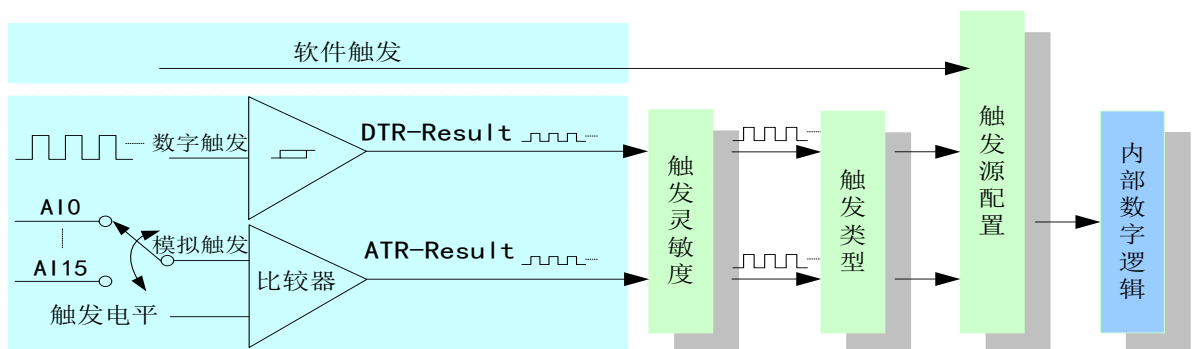 软件触发
数字触发
DTR-Result
AI0
AI15
模拟触发
ATR-Result
触发电平
比较器
触发灵敏度
触发类型
触发源配置
内部数字逻辑